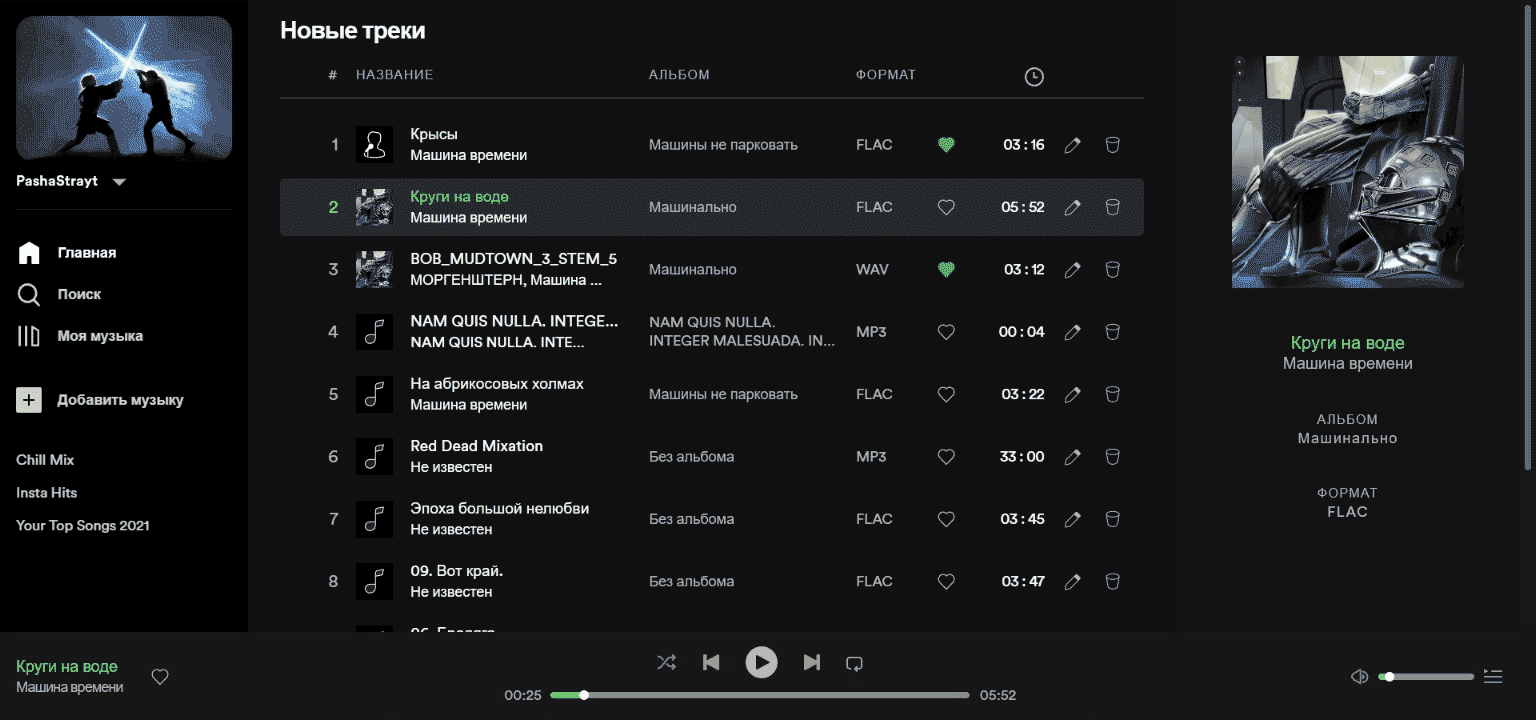 PashaStrayt
Главная
Поиск
Моя музыка
Добавить музыку
Chill Mix
Insta Hits
Your Top Songs 2021
Новые треки
# НАЗВАНИЕ АЛЬБОМ ФОРМАТ
1 Крысы Машина времени Машины не парковать FLAC 03:16
2 Круги на воде Машина времени Машинально FLAC 05:52
3 BOB_MUDTOWN_3_STEM_5 МОРГЕНШТЕРН, Машина ... Машинально WAV 03:12
4 NAM QUIS NULLA. INTEGE... NAM QUIS NULLA. INTE... NAM QUIS NULLA. INTEGER MALESUADA. IN... MP3 00:04
5 На абрикосовых холмах Машина времени Машины не парковать FLAC 03:22
6 Red Dead Mixation Не известен Без альбома MP3 33:00
7 Эпоха большой нелюбви Не известен Без альбома FLAC 03:45
8 09. Вот край. Не известен Без альбома FLAC 03:47
Круги на воде
Машина времени
АЛЬБОМ
Машинально
ФОРМАТ
FLAC
Круги на воде
Машина времени
00:25 05:52